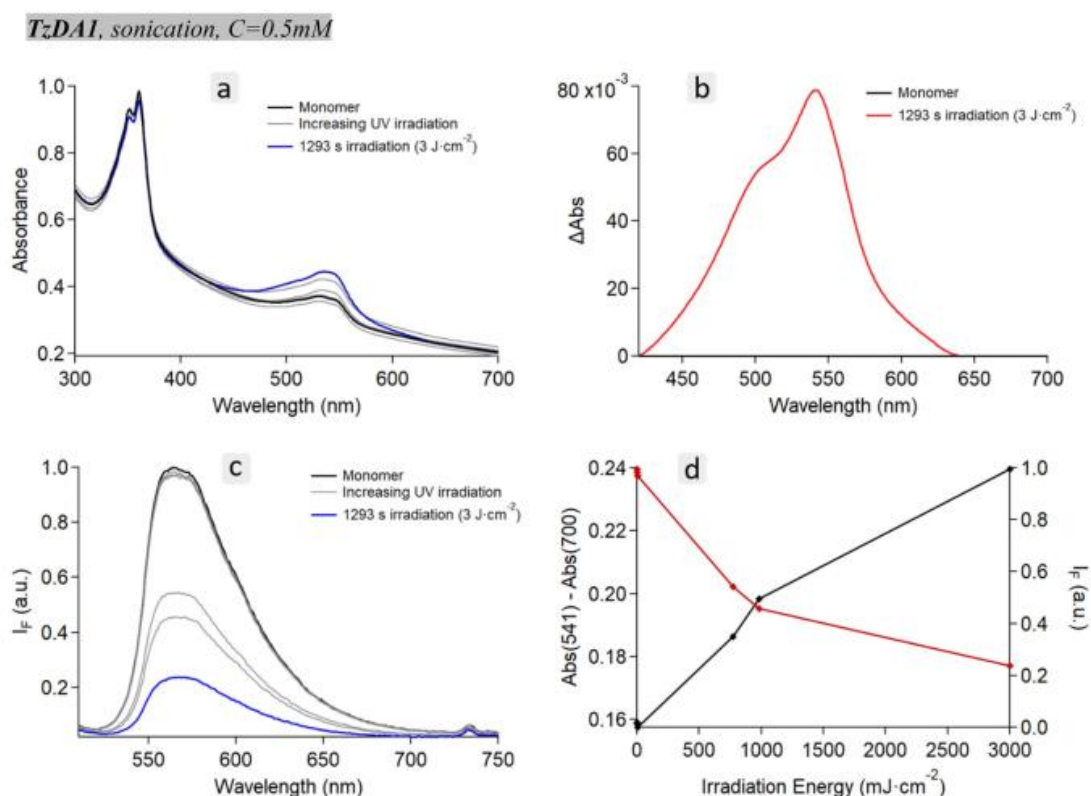 TzDA1, sonication, C=0.5mM
a
Monomer
Increasing UV irradiation
1293 s irradiation (3 J·cm⁻²)
1.0
0.8
0.6
0.4
0.2
Absorbance
300
400
500
600
700
Wavelength (nm)
b
Monomer
1293 s irradiation (3 J·cm⁻²)
80 x10⁻³
60
40
20
0
ΔAbs
450
500
550
600
650
700
Wavelength (nm)
c
Monomer
Increasing UV irradiation
1293 s irradiation (3 J·cm⁻²)
1.0
0.8
0.6
0.4
0.2
I_F (a.u.)
550
600
650
700
750
Wavelength (nm)
d
0.24
0.22
0.20
0.18
0.16
Abs(541) - Abs(700)
1.0
0.8
0.6
0.4
0.2
0.0
I_F (a.u.)
0
500
1000
1500
2000
2500
3000
Irradiation Energy (mJ·cm⁻²)